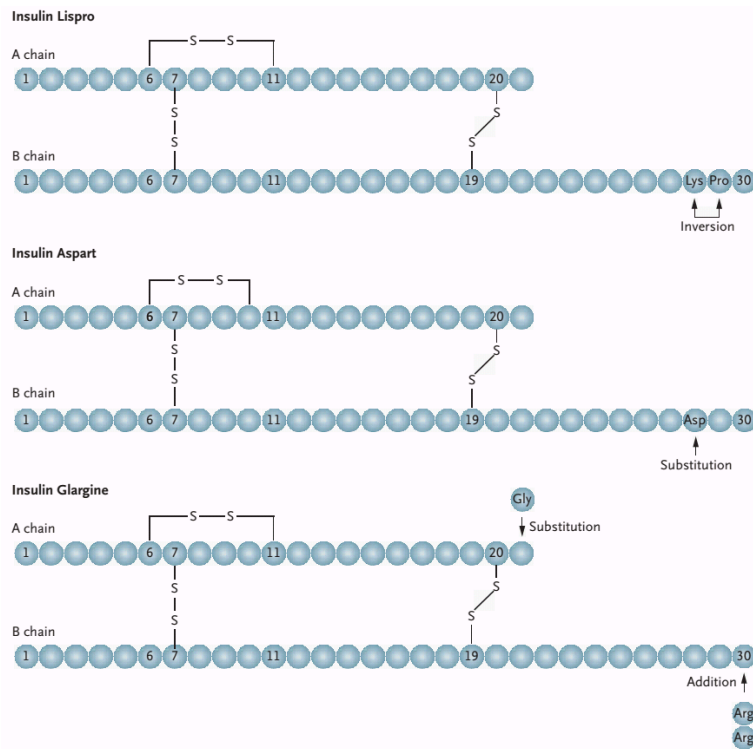 Insulin Lispro
S S
A chain
1 6 7 11 20
S S
S S
B chain
1 6 7 11 19 Lys Pro 30
Inversion
Insulin Aspart
S S
A chain
1 6 7 11 20
S S
S S
B chain
1 6 7 11 19 Asp 30
Substitution
Insulin Glargine
Gly
S S
A chain
Substitution
1 6 7 11 20
S S
S S
B chain
1 6 7 11 19 30
Addition
Arg
Arg